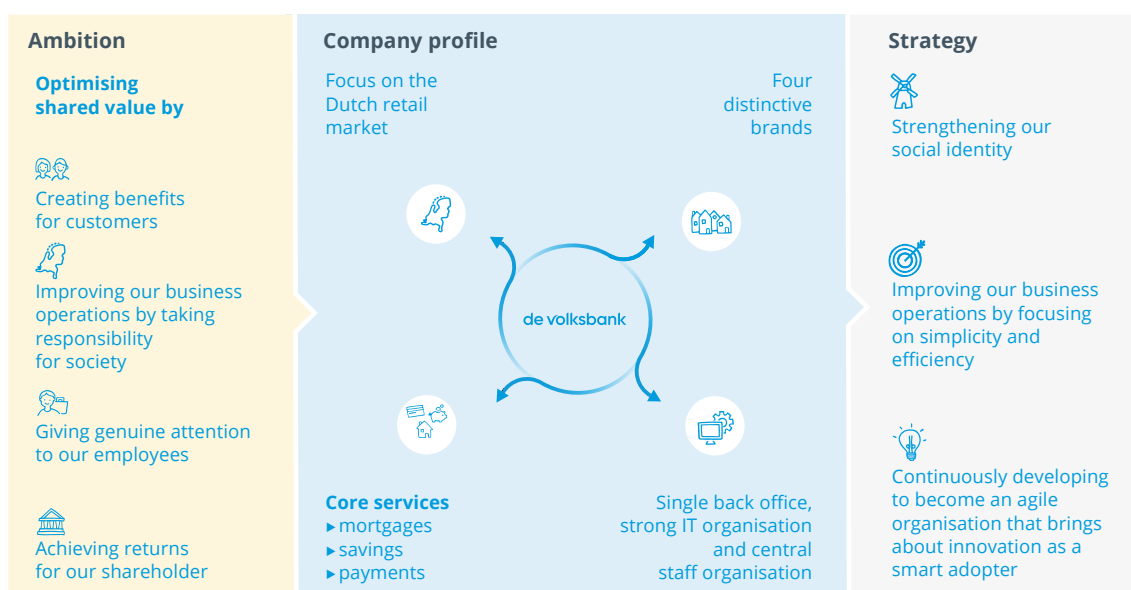 Ambition
Optimising
shared value by
Creating benefits
for customers
Improving our business
operations by taking
responsibility
for society
Giving genuine attention
to our employees
Achieving returns
for our shareholder
Company profile
Focus on the
Dutch retail
market
Four
distinctive
brands
de volksbank
Core services
▸ mortgages
▸ savings
▸ payments
Single back office,
strong IT organisation
and central
staff organisation
Strategy
Strengthening our
social identity
Improving our business
operations by focusing
on simplicity and
efficiency
Continuously developing
to become an agile
organisation that brings
about innovation as a
smart adopter